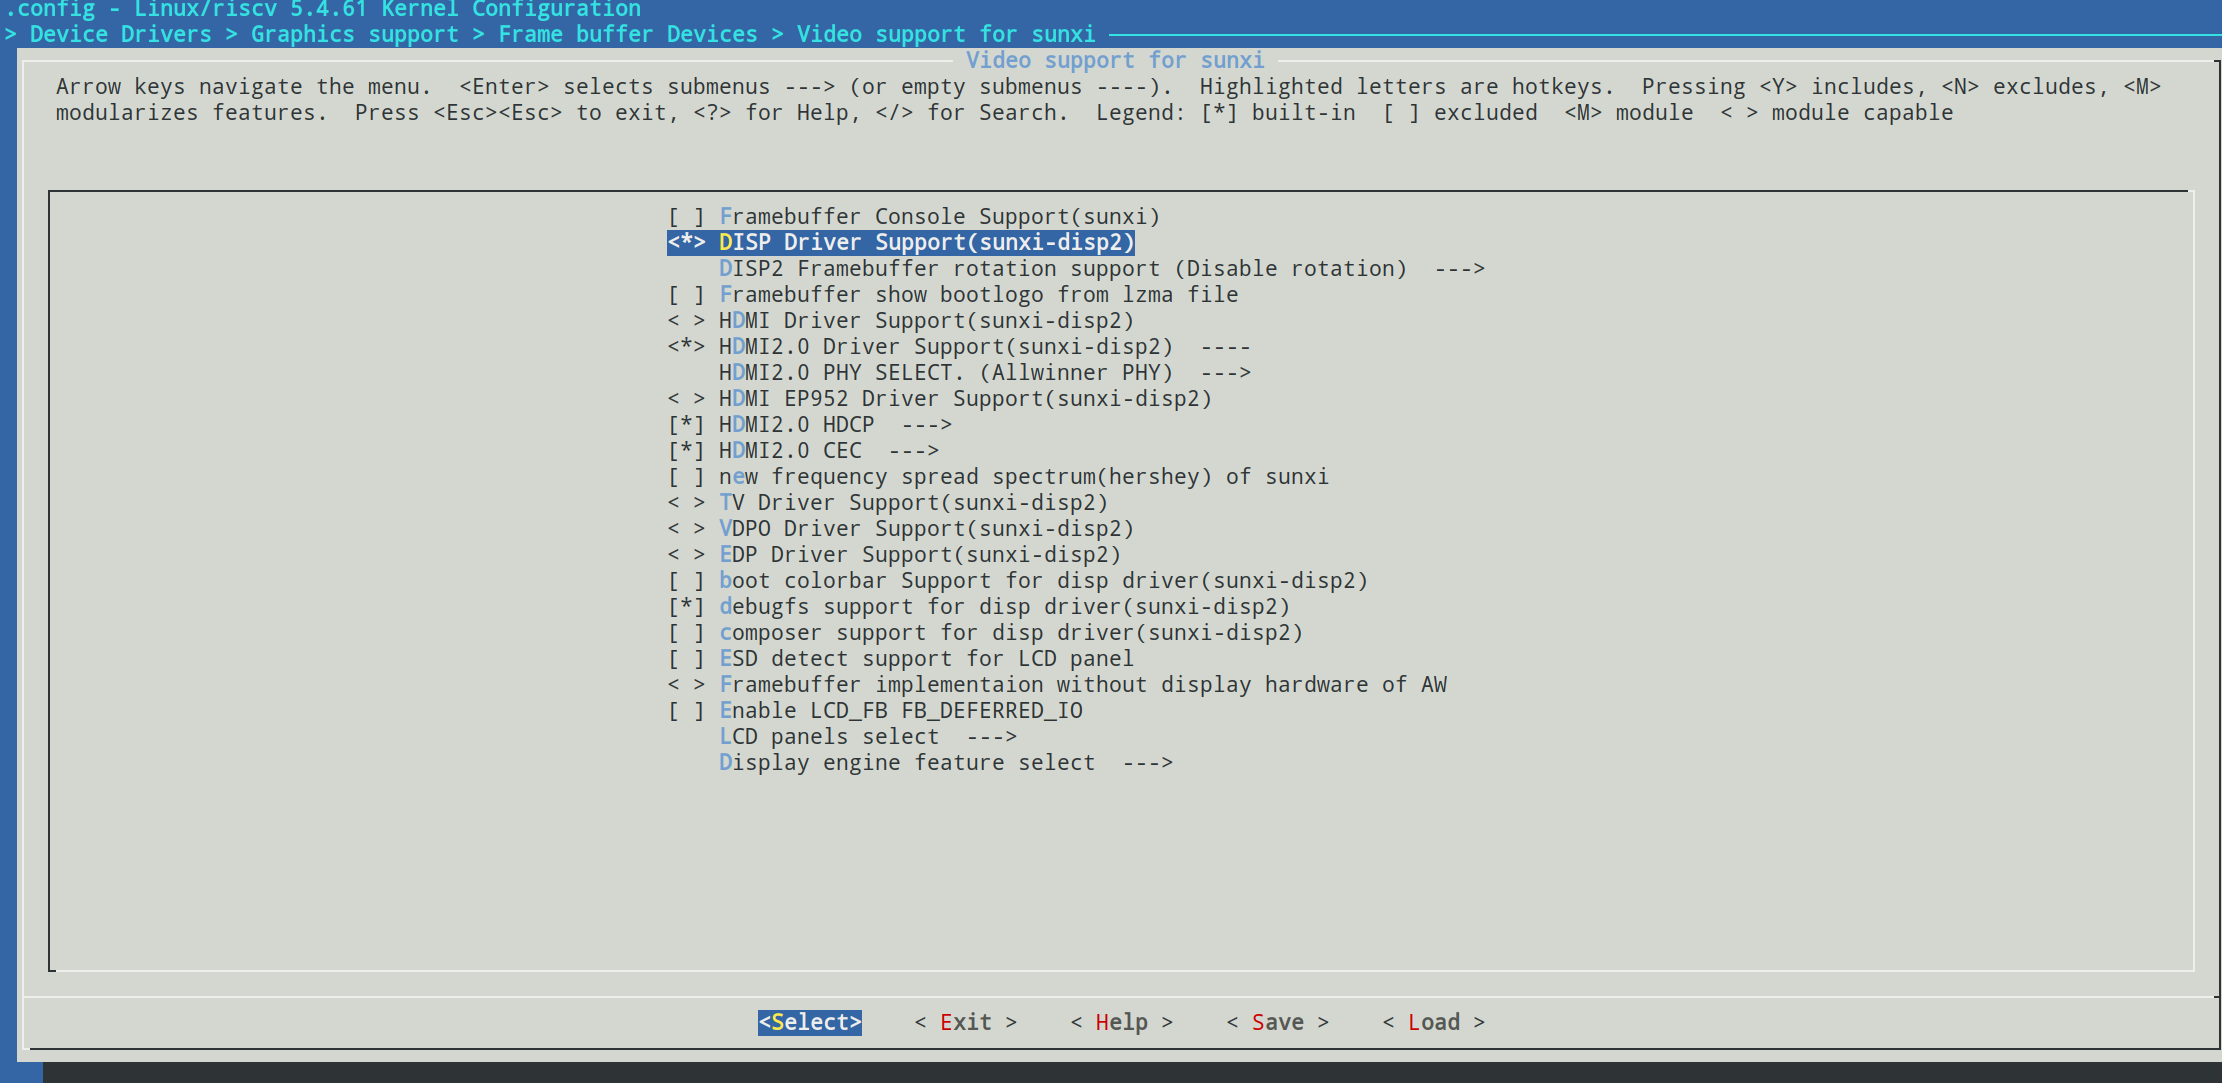 .config - Linux/riscv 5.4.61 Kernel Configuration
> Device Drivers > Graphics support > Frame buffer Devices > Video support for sunxi
Video support for sunxi
Arrow keys navigate the menu.  <Enter> selects submenus ---> (or empty submenus ----).  Highlighted letters are hotkeys.  Pressing <Y> includes, <N> excludes, <M>
modularizes features.  Press <Esc><Esc> to exit, <?> for Help, </> for Search.  Legend: [*] built-in  [ ] excluded  <M> module  < > module capable
[ ] Framebuffer Console Support(sunxi)
<*> DISP Driver Support(sunxi-disp2)
DISP2 Framebuffer rotation support (Disable rotation)  --->
[ ] Framebuffer show bootlogo from lzma file
< > HDMI Driver Support(sunxi-disp2)
<*> HDMI2.0 Driver Support(sunxi-disp2)  ----
HDMI2.0 PHY SELECT. (Allwinner PHY)  --->
< > HDMI EP952 Driver Support(sunxi-disp2)
[*] HDMI2.0 HDCP  --->
[*] HDMI2.0 CEC  --->
[ ] new frequency spread spectrum(hershey) of sunxi
< > TV Driver Support(sunxi-disp2)
< > VDPO Driver Support(sunxi-disp2)
< > EDP Driver Support(sunxi-disp2)
[ ] boot colorbar Support for disp driver(sunxi-disp2)
[*] debugfs support for disp driver(sunxi-disp2)
[ ] composer support for disp driver(sunxi-disp2)
[ ] ESD detect support for LCD panel
< > Framebuffer implementaion without display hardware of AW
[ ] Enable LCD_FB FB_DEFERRED_IO
LCD panels select  --->
Display engine feature select  --->
<Select>    < Exit >    < Help >    < Save >    < Load >